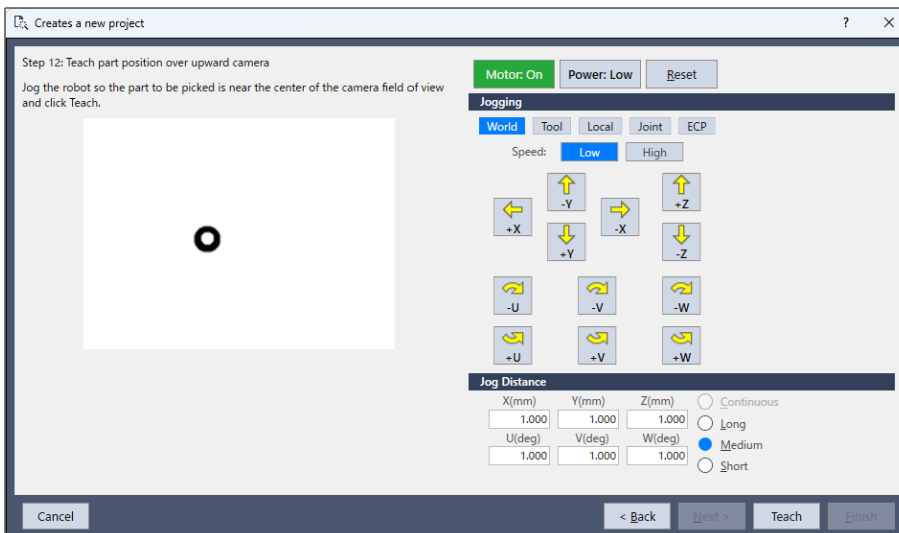 Creates a new project
? ×
Step 12: Teach part position over upward camera
Jog the robot so the part to be picked is near the center of the camera field of view
and click Teach.
Motor: On Power: Low Reset
Jogging
World Tool Local Joint ECP
Speed: Low High
-Y +Z
+X -X
+Y -Z
-U -V -W
+U +V +W
Jog Distance
X(mm) Y(mm) Z(mm) Continuous
1.000 1.000 1.000 Long
U(deg) V(deg) W(deg) Medium
1.000 1.000 1.000 Short
Cancel < Back Next > Teach Finish